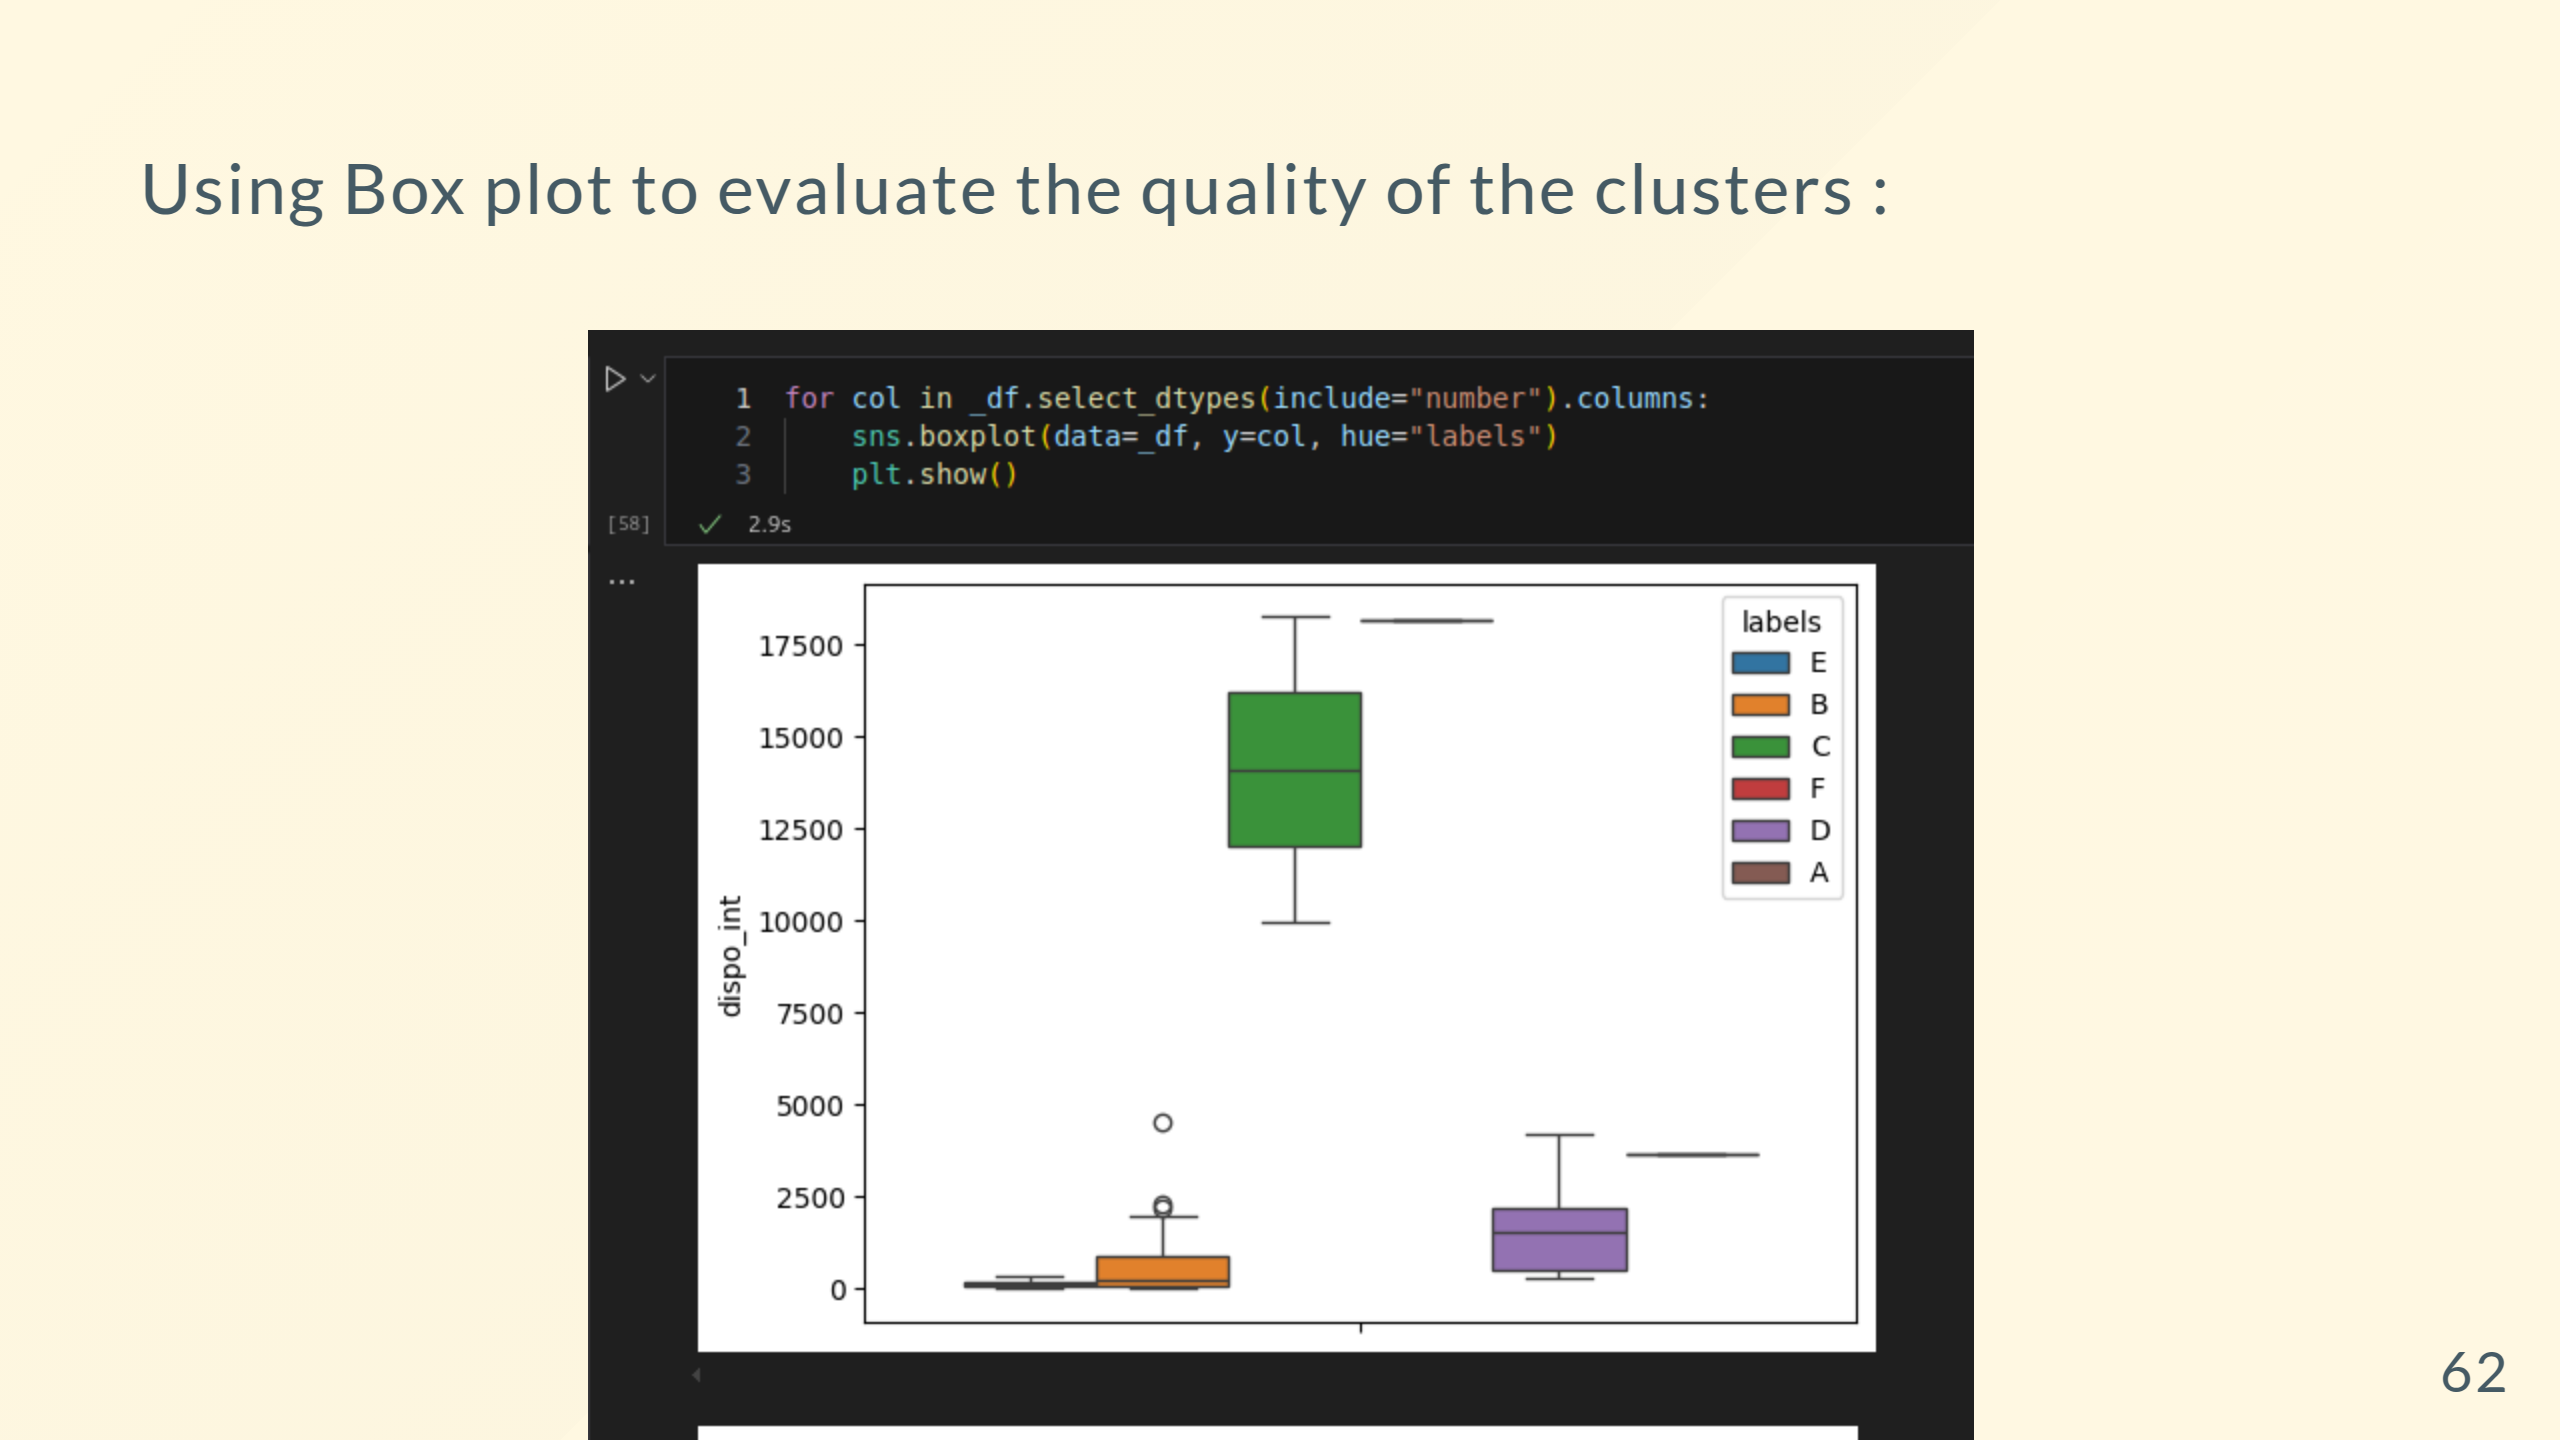 Using Box plot to evaluate the quality of the clusters :
1 for col in _df.select_dtypes(include="number").columns:
2 sns.boxplot(data=_df, y=col, hue="labels")
3 plt.show()
[58] 2.9s
...
dispo_int
17500
15000
12500
10000
7500
5000
2500
0
labels
E
B
C
F
D
A
62